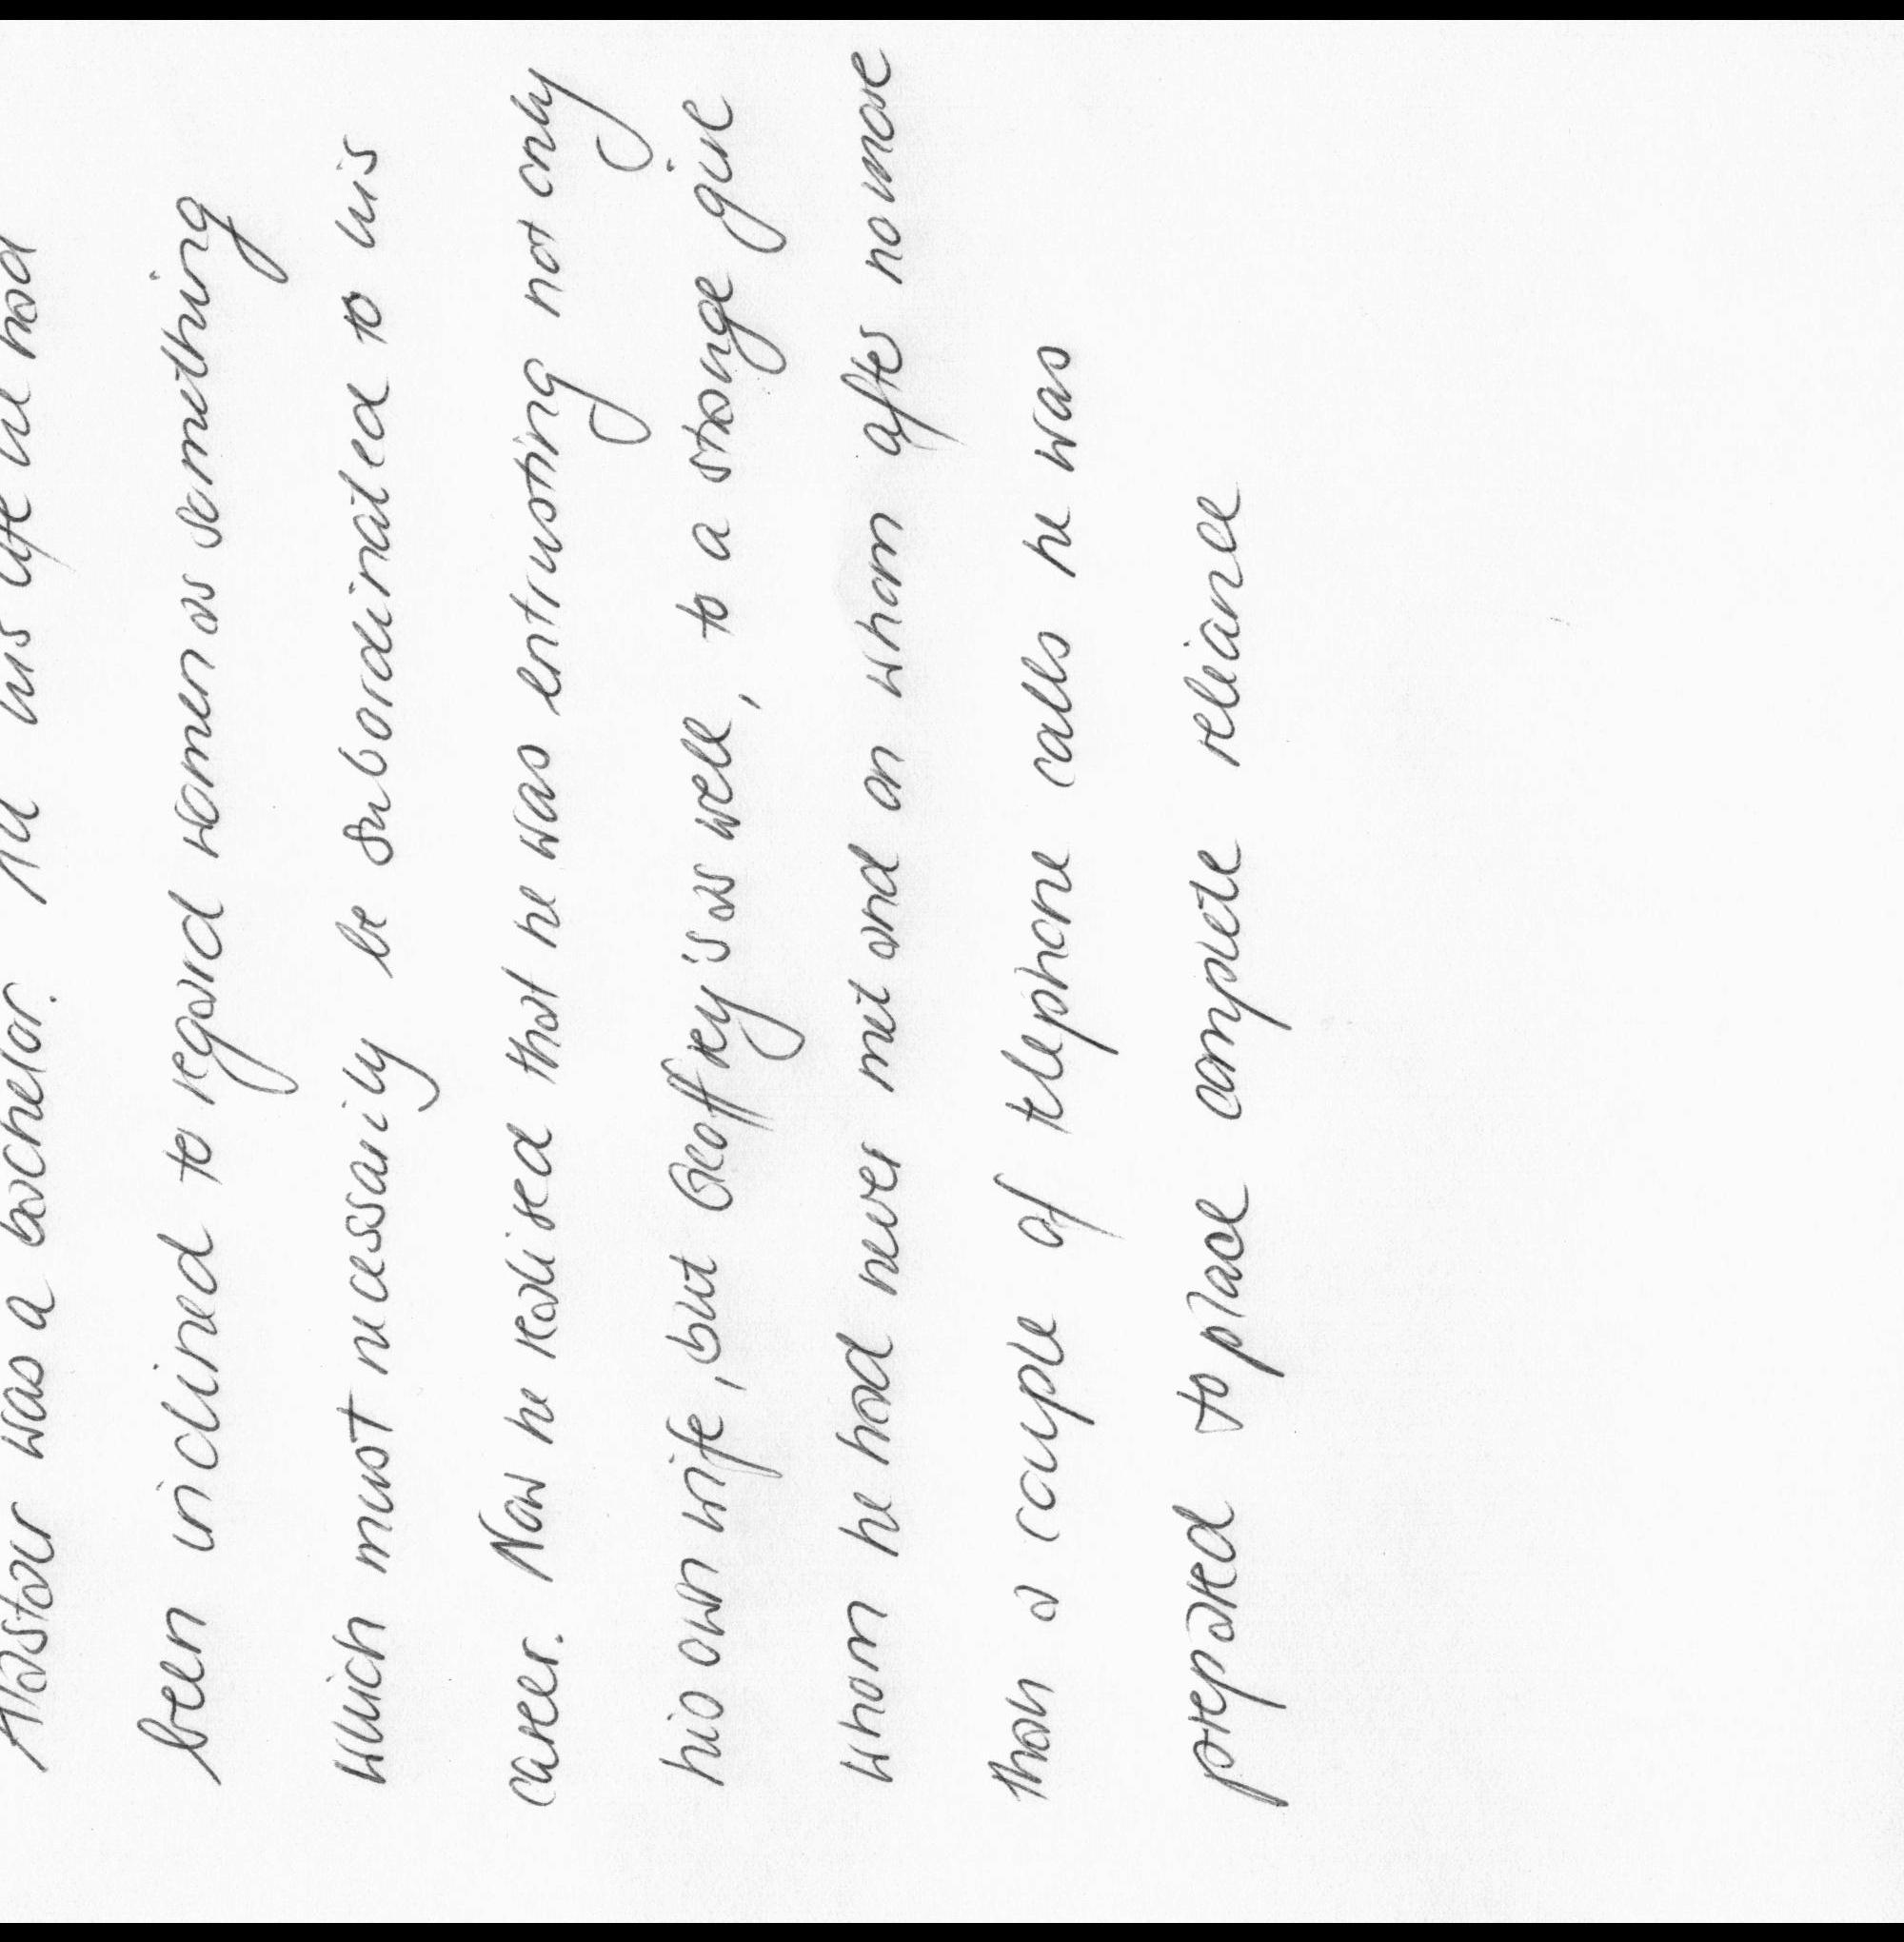 Alastair was a bachelor. All his life he had
been inclined to regard women as something
which must necessarily be subordinated to his
career. Now he realised that he was entrusting not only
his own wife, but Geoffrey's as well, to a strange girl
whom he had never met and on whom after no more
than a couple of telephone calls he was
prepared to place complete reliance